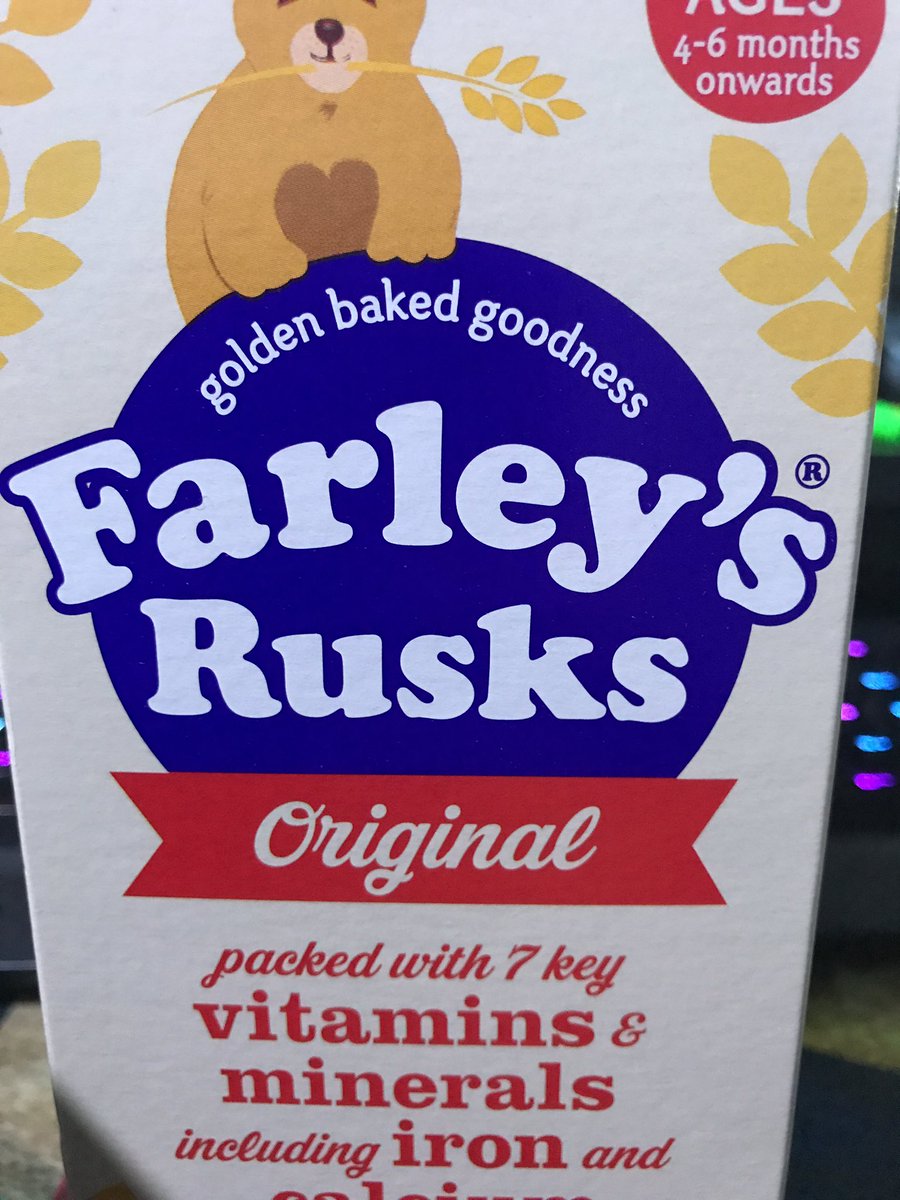 AGES
4-6 months
onwards
golden baked goodness
Farley's®
Rusks
Original
packed with 7 key
vitamins &
minerals
including iron and
calcium